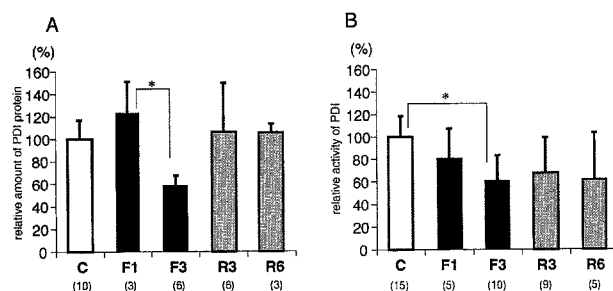 A
(%)
relative amount of PDI protein
160
140
120
100
80
60
40
20
0
*
C F1 F3 R3 R6
(10) (3) (6) (6) (3)
B
(%)
relative activity of PDI
160
140
120
100
80
60
40
20
0
*
C F1 F3 R3 R6
(15) (5) (10) (9) (5)